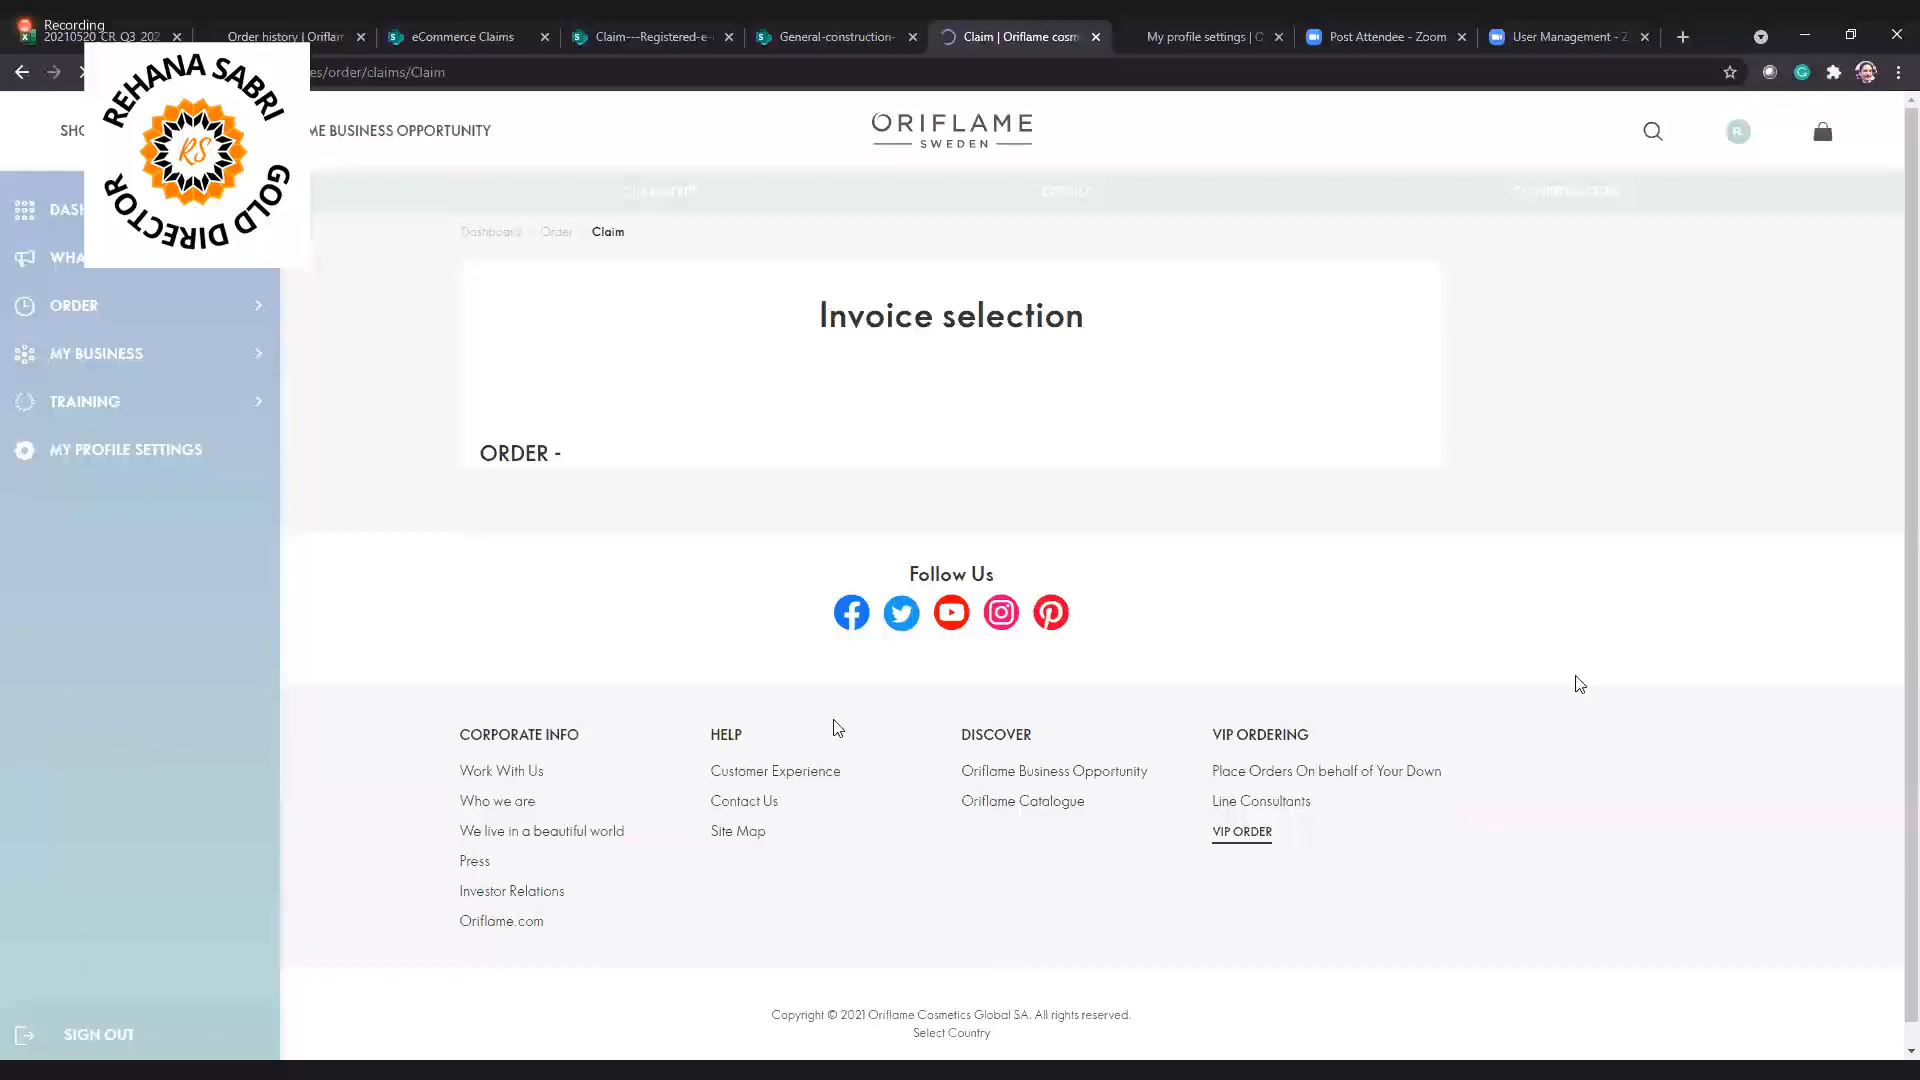 Recording
20210520_CR_Q3_202
Order history | Oriflar
eCommerce Claims
Claim---Registered-e-
General-construction-
Claim | Oriflame cosm
My profile settings | O
Post Attendee - Zoom
User Management - Z
es/order/claims/Claim
REHANA SABRI
RS
GOLD DIRECTOR
SHO
ME BUSINESS OPPORTUNITY
ORIFLAME
SWEDEN
DASH
WHA
ORDER
MY BUSINESS
TRAINING
MY PROFILE SETTINGS
SIGN OUT
Dashboard
Order
Claim
Invoice selection
ORDER -
Follow Us
CORPORATE INFO
Work With Us
Who we are
We live in a beautiful world
Press
Investor Relations
Oriflame.com
HELP
Customer Experience
Contact Us
Site Map
DISCOVER
Oriflame Business Opportunity
Oriflame Catalogue
VIP ORDERING
Place Orders On behalf of Your Down
Line Consultants
VIP ORDER
Copyright © 2021 Oriflame Cosmetics Global SA. All rights reserved.
Select Country